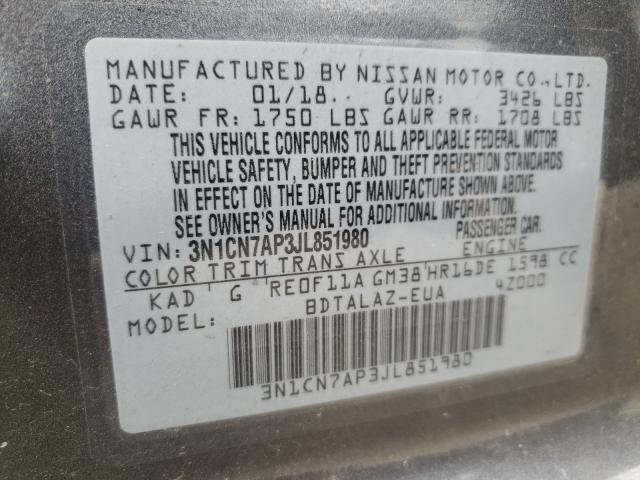 MANUFACTURED BY NISSAN MOTOR CO.,LTD.
DATE: 01/18.. GVWR: 3426 LBS
GAWR FR: 1750 LBS GAWR RR: 1708 LBS
THIS VEHICLE CONFORMS TO ALL APPLICABLE FEDERAL MOTOR
VEHICLE SAFETY, BUMPER AND THEFT PREVENTION STANDARDS
IN EFFECT ON THE DATE OF MANUFACTURE SHOWN ABOVE.
SEE OWNER'S MANUAL FOR ADDITIONAL INFORMATION
VIN: 3N1CN7AP3JL851980 PASSENGER CAR.
COLOR TRIM TRANS AXLE ENGINE
KAD ' G ' RE0F11A GM38'HR16DE 1598 CC
MODEL: BDTALAZ-EUA 4Z000
3N1CN7AP3JL851980